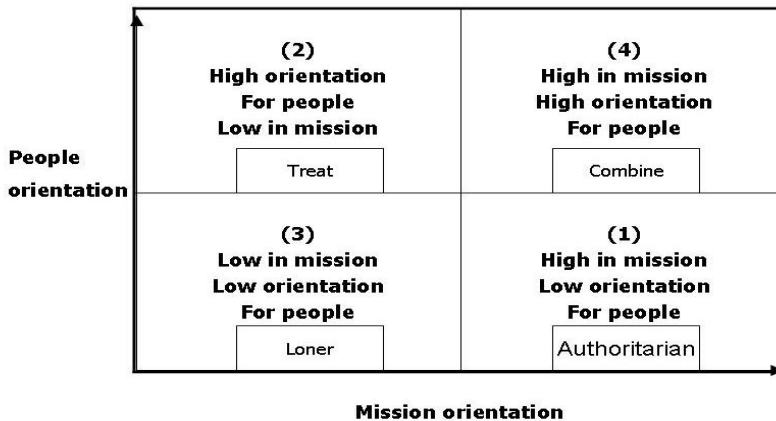 (2)
High orientation
For people
Low in mission
Treat
(4)
High in mission
High orientation
For people
Combine
People
orientation
(3)
Low in mission
Low orientation
For people
Loner
(1)
High in mission
Low orientation
For people
Authoritarian
Mission orientation